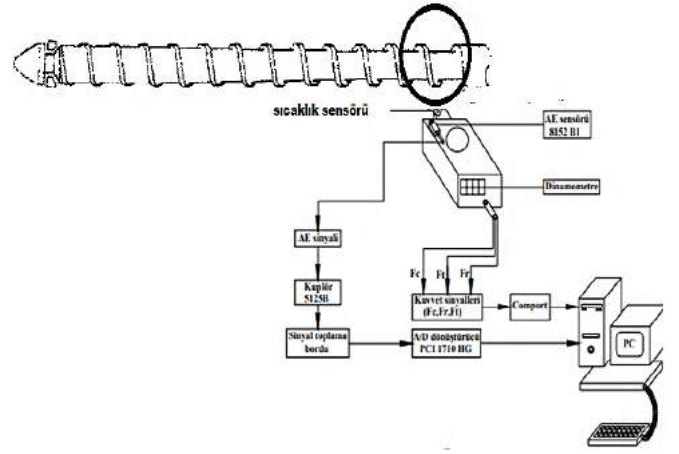 sıcaklık sensörü
AE sensörü
8152 B1
Dinamometre
AE sinyali
Fc
Ft
Fr
Kuplör
5125B
Kuvvet sinyalleri
(Fc,Fr,Ft)
Comport
Sinyal toplama
bordu
A/D dönüştürücü
PCI 1710 HG
PC